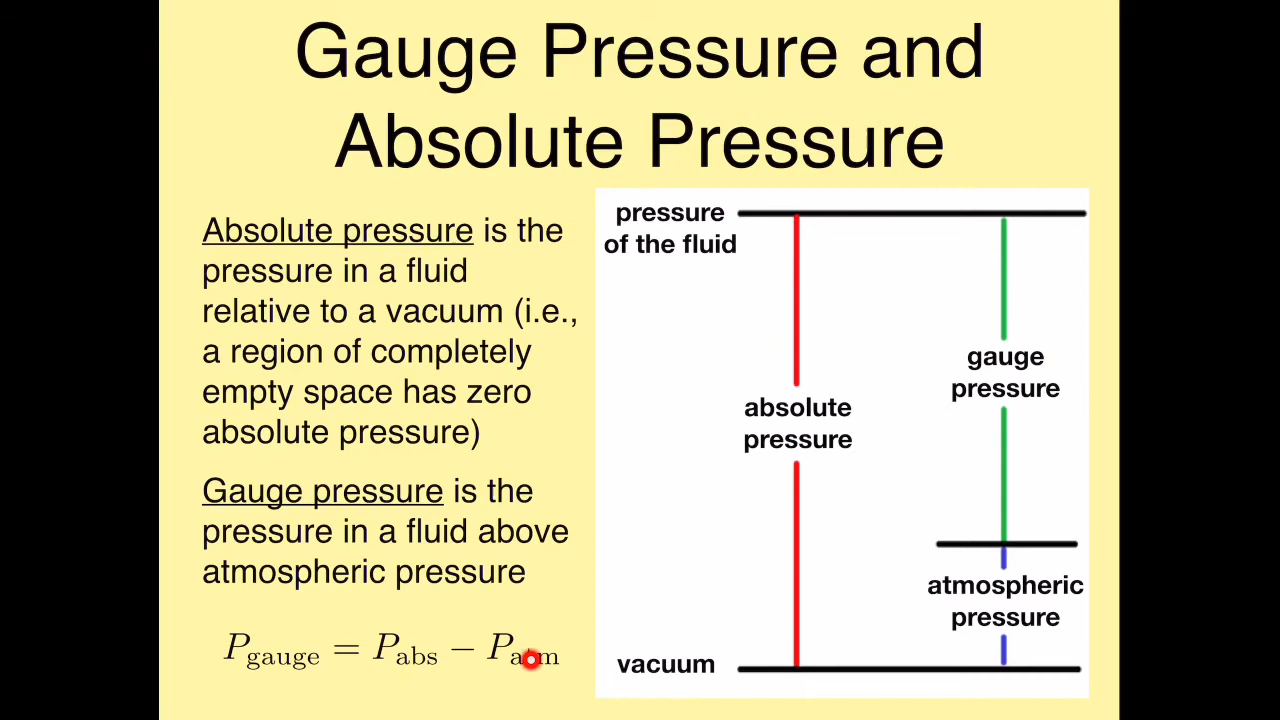 Gauge Pressure and
Absolute Pressure
Absolute pressure is the
pressure in a fluid
relative to a vacuum (i.e.,
a region of completely
empty space has zero
absolute pressure)
Gauge pressure is the
pressure in a fluid above
atmospheric pressure
P_gauge = P_abs − P_atm
pressure
of the fluid
absolute
pressure
gauge
pressure
atmospheric
pressure
vacuum